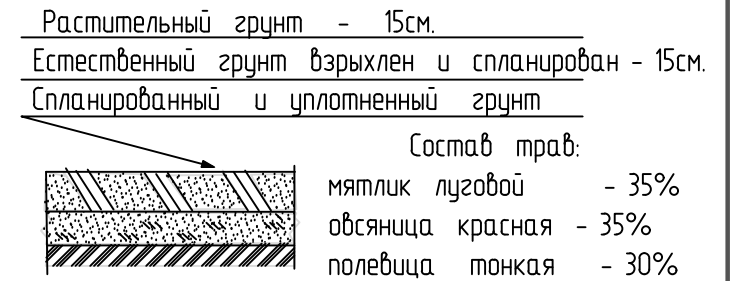 Растительный грунт - 15см.
Естественный грунт взрыхлен и спланирован - 15см.
Спланированный и уплотненный грунт
Состав трав:
мятлик луговой - 35%
овсяница красная - 35%
полевица тонкая - 30%